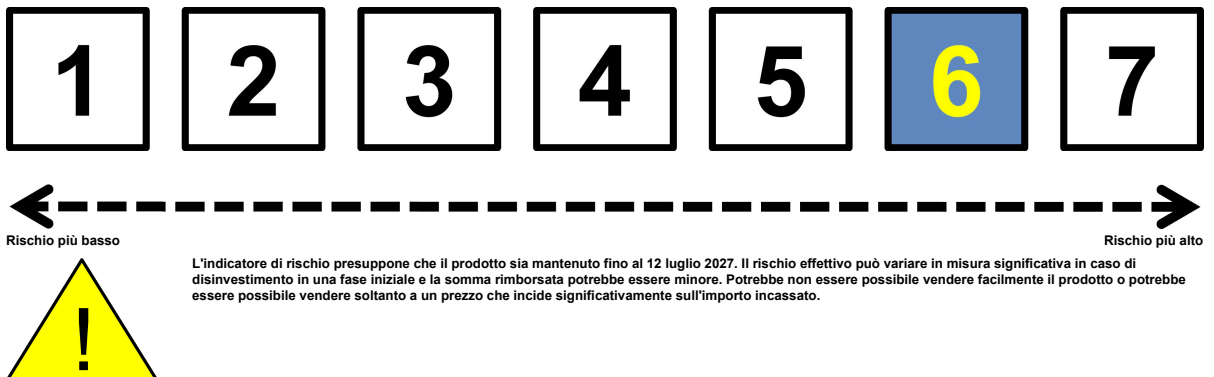 1 2 3 4 5 6 7
Rischio più basso Rischio più alto
L'indicatore di rischio presuppone che il prodotto sia mantenuto fino al 12 luglio 2027. Il rischio effettivo può variare in misura significativa in caso di
disinvestimento in una fase iniziale e la somma rimborsata potrebbe essere minore. Potrebbe non essere possibile vendere facilmente il prodotto o potrebbe
essere possibile vendere soltanto a un prezzo che incide significativamente sull'importo incassato.
!